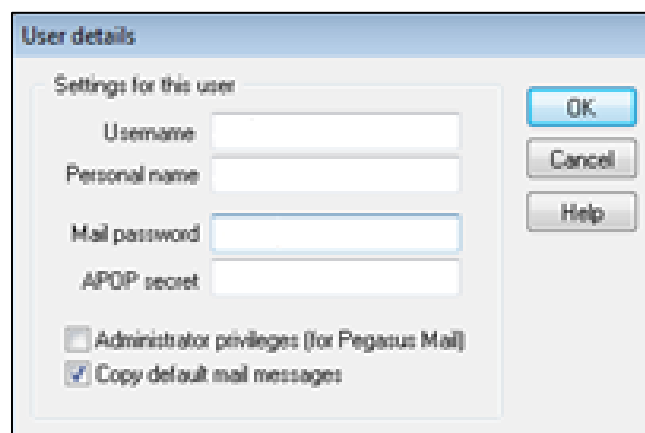 User details
Settings for this user
OK
Username
Cancel
Personal name
Help
Mail password
APOP secret
Administrator privileges (for Pegasus Mail)
Copy default mail messages